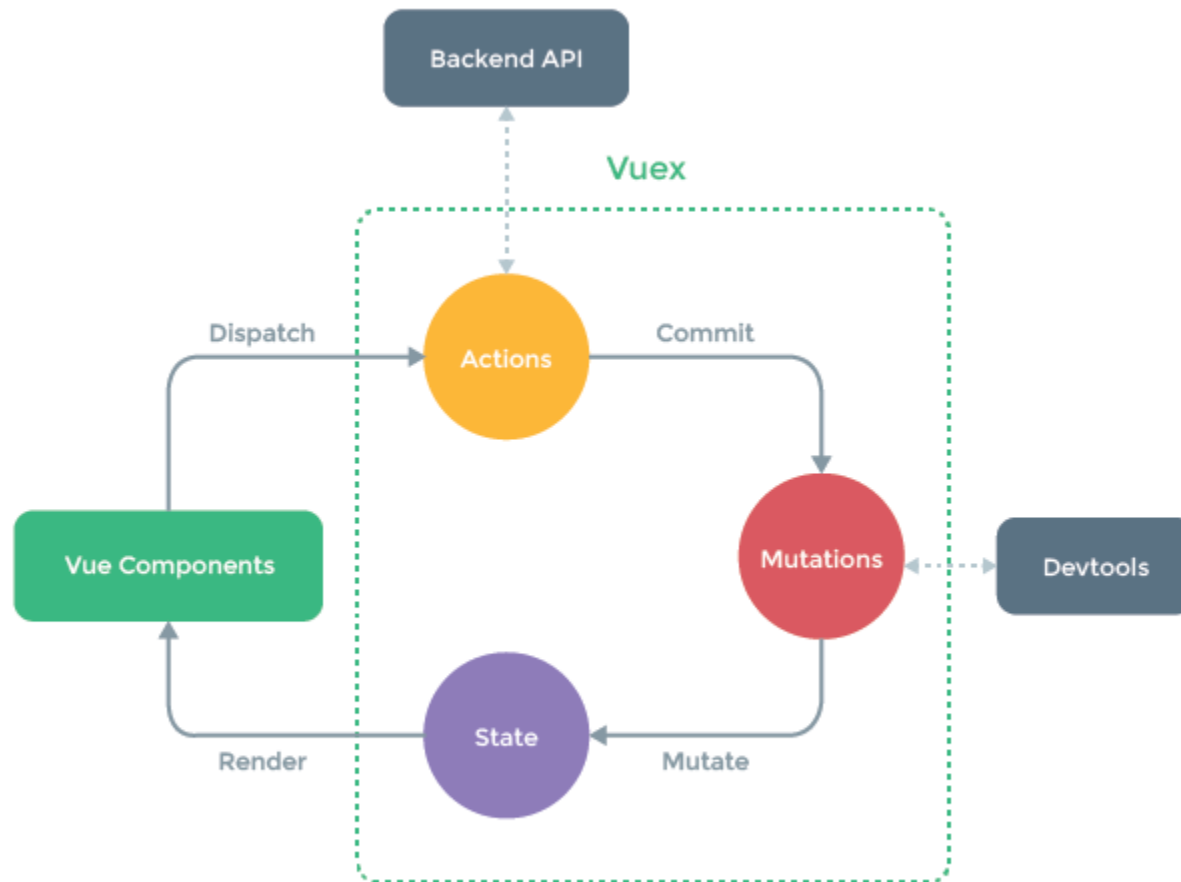 Backend API
Vuex
Dispatch
Commit
Actions
Vue Components
Mutations
Devtools
State
Render
Mutate